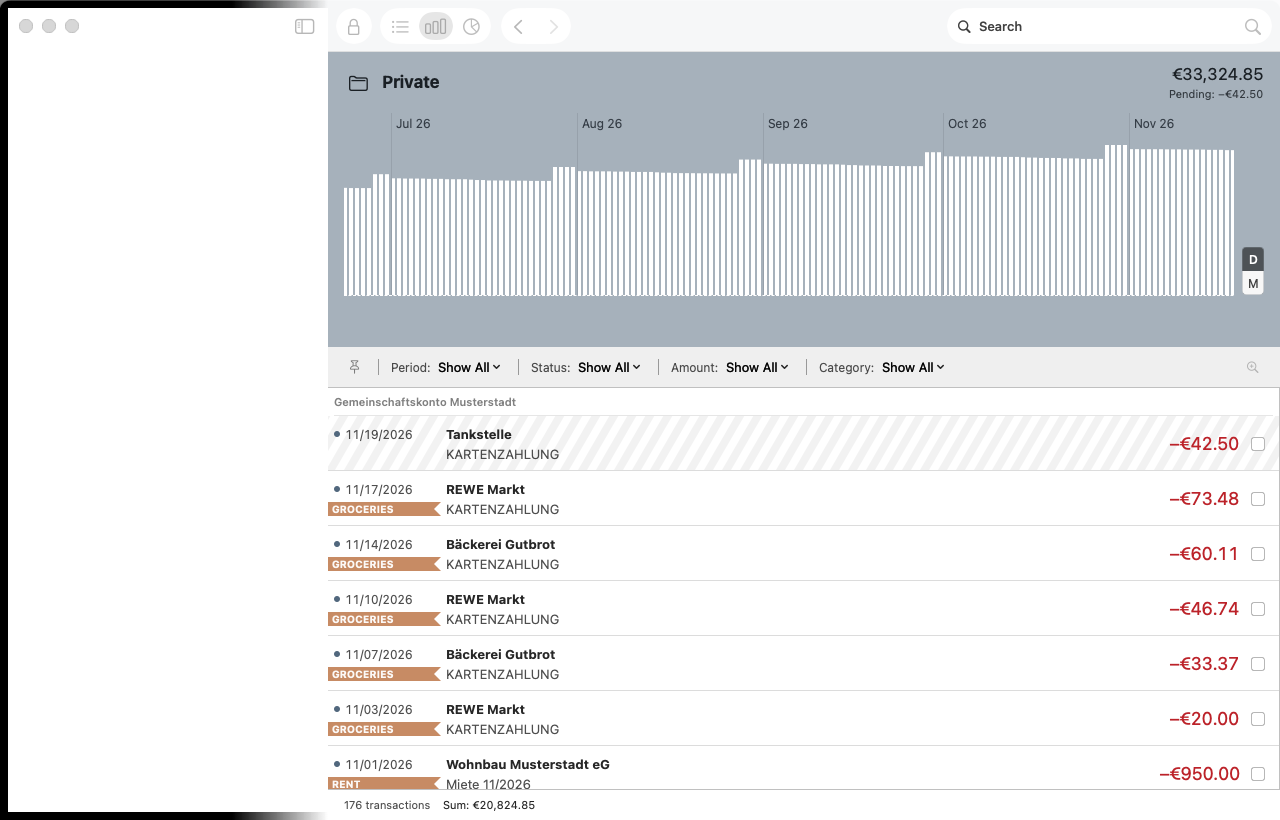 Search
Private
€33,324.85
Pending: −€42.50
Jul 26 Aug 26 Sep 26 Oct 26 Nov 26
D
M
Period: Show All Status: Show All Amount: Show All Category: Show All
Gemeinschaftskonto Musterstadt
11/19/2026 Tankstelle
KARTENZAHLUNG
−€42.50
11/17/2026 REWE Markt
GROCERIES KARTENZAHLUNG
−€73.48
11/14/2026 Bäckerei Gutbrot
GROCERIES KARTENZAHLUNG
−€60.11
11/10/2026 REWE Markt
GROCERIES KARTENZAHLUNG
−€46.74
11/07/2026 Bäckerei Gutbrot
GROCERIES KARTENZAHLUNG
−€33.37
11/03/2026 REWE Markt
GROCERIES KARTENZAHLUNG
−€20.00
11/01/2026 Wohnbau Musterstadt eG
RENT Miete 11/2026
−€950.00
176 transactions Sum: €20,824.85